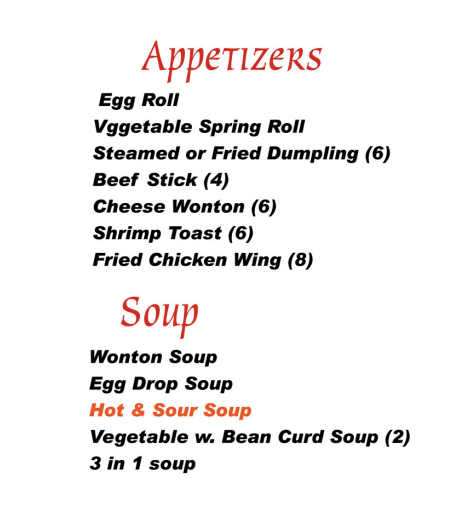 Appetizers
Egg Roll
Vggetable Spring Roll
Steamed or Fried Dumpling (6)
Beef Stick (4)
Cheese Wonton (6)
Shrimp Toast (6)
Fried Chicken Wing (8)
Soup
Wonton Soup
Egg Drop Soup
Hot & Sour Soup
Vegetable w. Bean Curd Soup (2)
3 in 1 soup